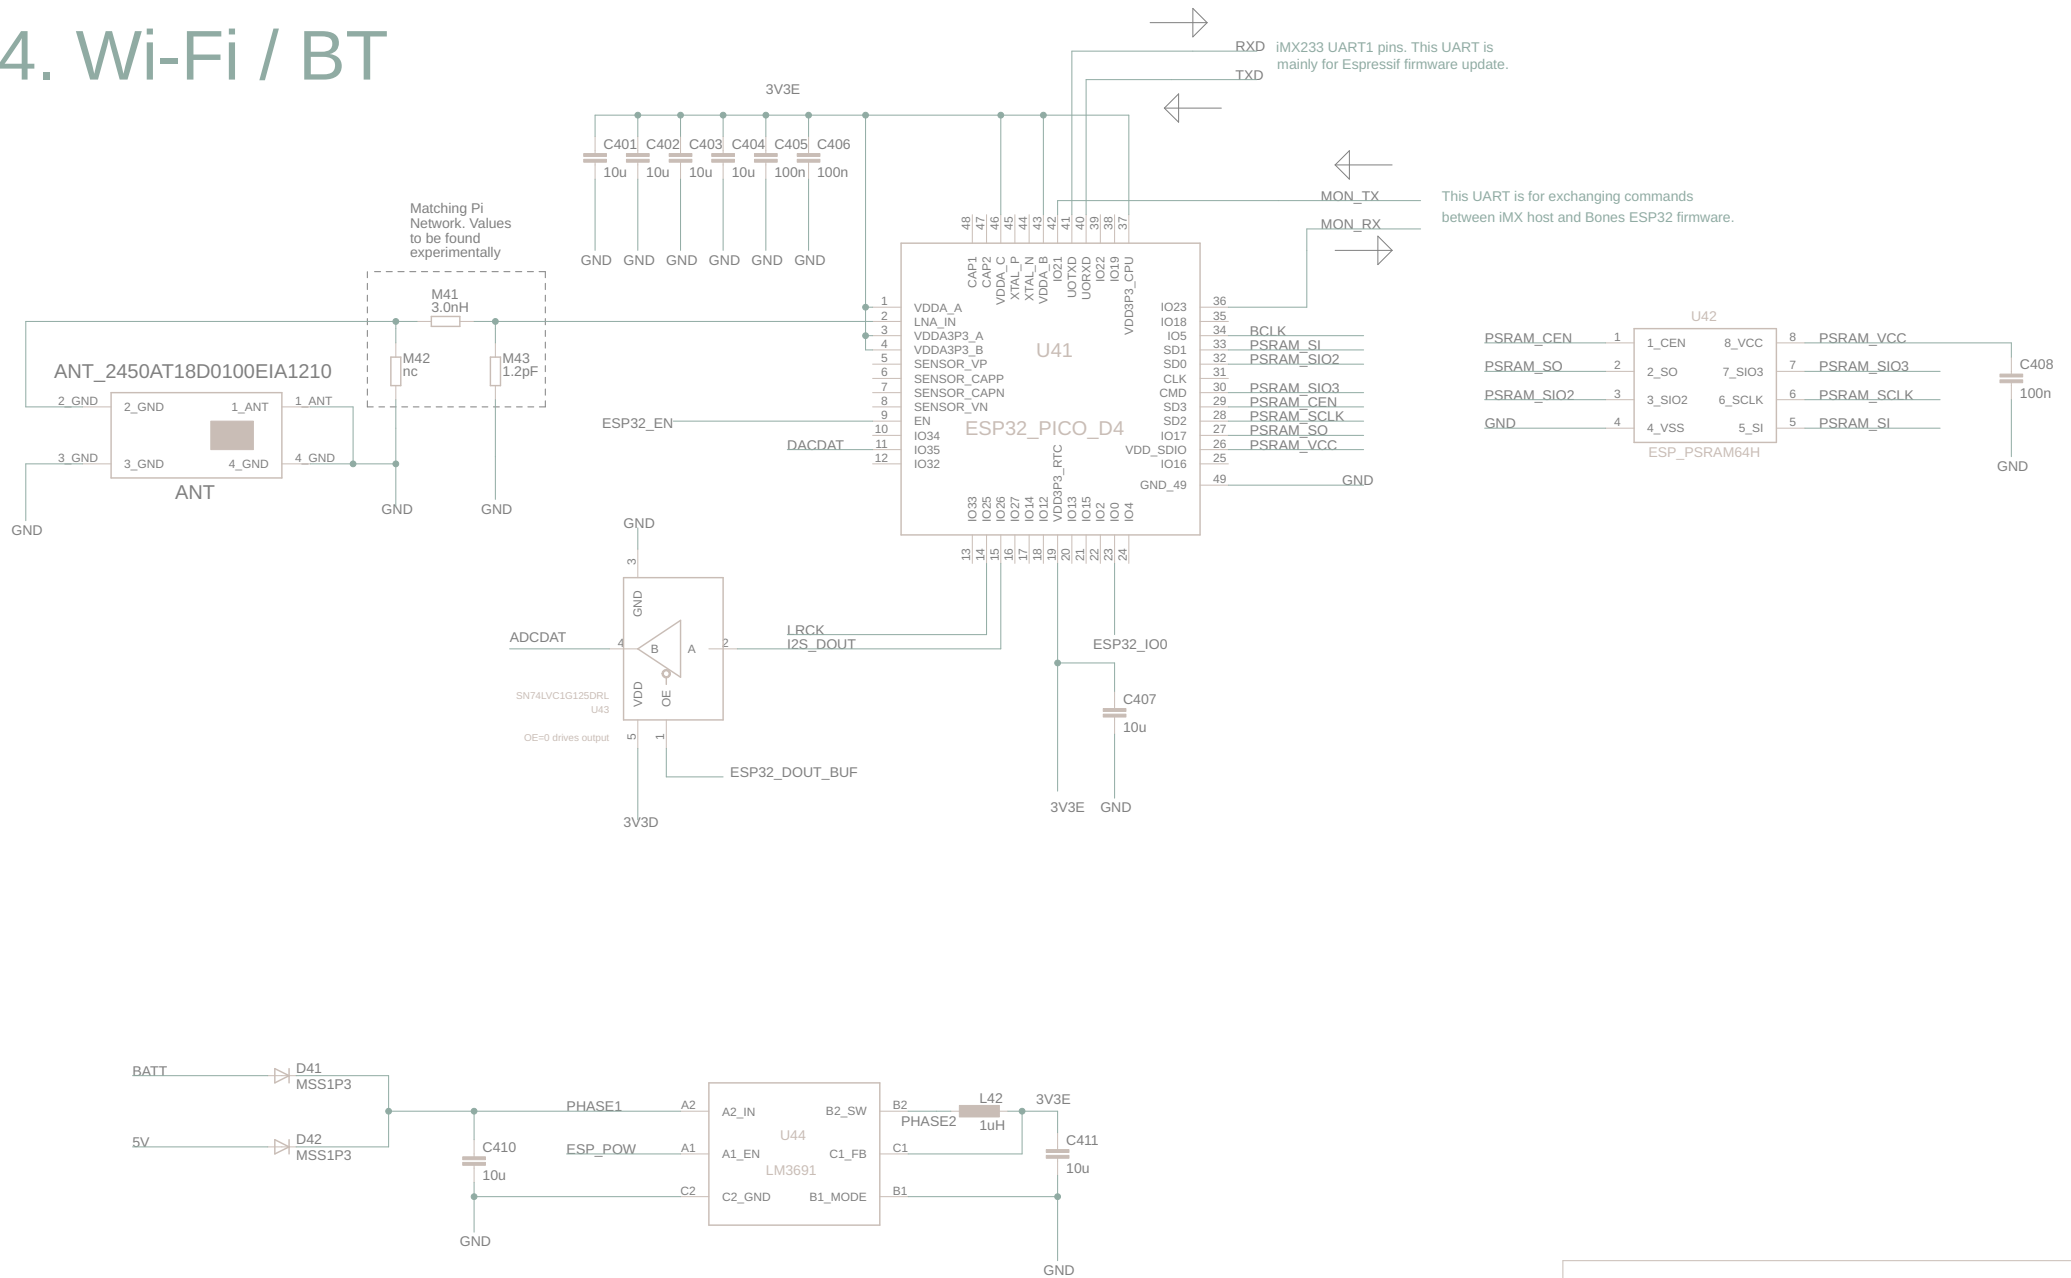 4. Wi-Fi / BT
RXD
iMX233 UART1 pins. This UART is
mainly for Espressif firmware update.
TXD
3V3E
C401
10u
C402
10u
C403
10u
C404
10u
C405
100n
C406
100n
GND
GND
GND
GND
GND
GND
MON_TX
This UART is for exchanging commands
between iMX host and Bones ESP32 firmware.
MON_RX
Matching Pi
Network. Values
to be found
experimentally
M41
3.0nH
M42
nc
M43
1.2pF
ANT_2450AT18D0100EIA1210
2_GND
2_GND
1_ANT
1_ANT
3_GND
3_GND
4_GND
4_GND
ANT
GND
GND
GND
48 47 46 45 44 43 42 41 40 39 38 37
CAP1
CAP2
VDDA_C
XTAL_P
XTAL_N
VDDA_B
IO21
UOTXD
UORXD
IO22
IO19
VDD3P3_CPU
1 VDDA_A
2 LNA_IN
3 VDDA3P3_A
4 VDDA3P3_B
5 SENSOR_VP
6 SENSOR_CAPP
7 SENSOR_CAPN
8 SENSOR_VN
ESP32_EN 9 EN
10 IO34
DACDAT 11 IO35
12 IO32
U41
ESP32_PICO_D4
IO23 36
IO18 35
IO5 34 BCLK
SD1 33 PSRAM_SI
SD0 32 PSRAM_SIO2
CLK 31
CMD 30 PSRAM_SIO3
SD3 29 PSRAM_CEN
SD2 28 PSRAM_SCLK
IO17 27 PSRAM_SO
VDD_SDIO 26 PSRAM_VCC
IO16 25
GND_49 49 GND
IO33
IO25
IO26
IO27
IO14
IO12
VDD3P3_RTC
IO13
IO15
IO2
IO0
IO4
13 14 15 16 17 18 19 20 21 22 23 24
U42
PSRAM_CEN 1 1_CEN 8_VCC 8 PSRAM_VCC
PSRAM_SO 2 2_SO 7_SIO3 7 PSRAM_SIO3
PSRAM_SIO2 3 3_SIO2 6_SCLK 6 PSRAM_SCLK
GND 4 4_VSS 5_SI 5 PSRAM_SI
ESP_PSRAM64H
C408
100n
GND
GND
3
GND
ADCDAT
4
B
A
2
LRCK
I2S_DOUT
VDD
OE
SN74LVC1G125DRL
U43
OE=0 drives output
5
1
ESP32_DOUT_BUF
3V3D
ESP32_IO0
C407
10u
3V3E
GND
BATT
D41
MSS1P3
5V
D42
MSS1P3
C410
10u
GND
PHASE1 A2 A2_IN
ESP_POW A1 A1_EN
C2 C2_GND
U44
LM3691
B2_SW B2
C1_FB C1
B1_MODE B1
PHASE2
L42
1uH
3V3E
C411
10u
GND